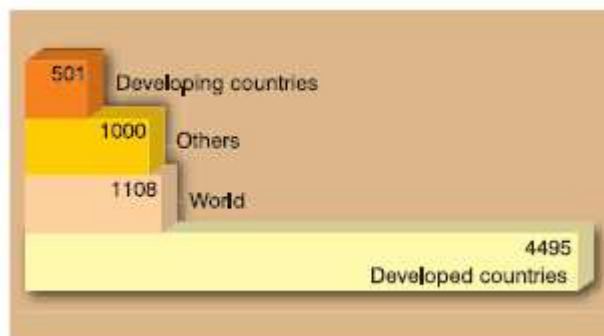 501
Developing countries
1000
Others
1108
World
4495
Developed countries